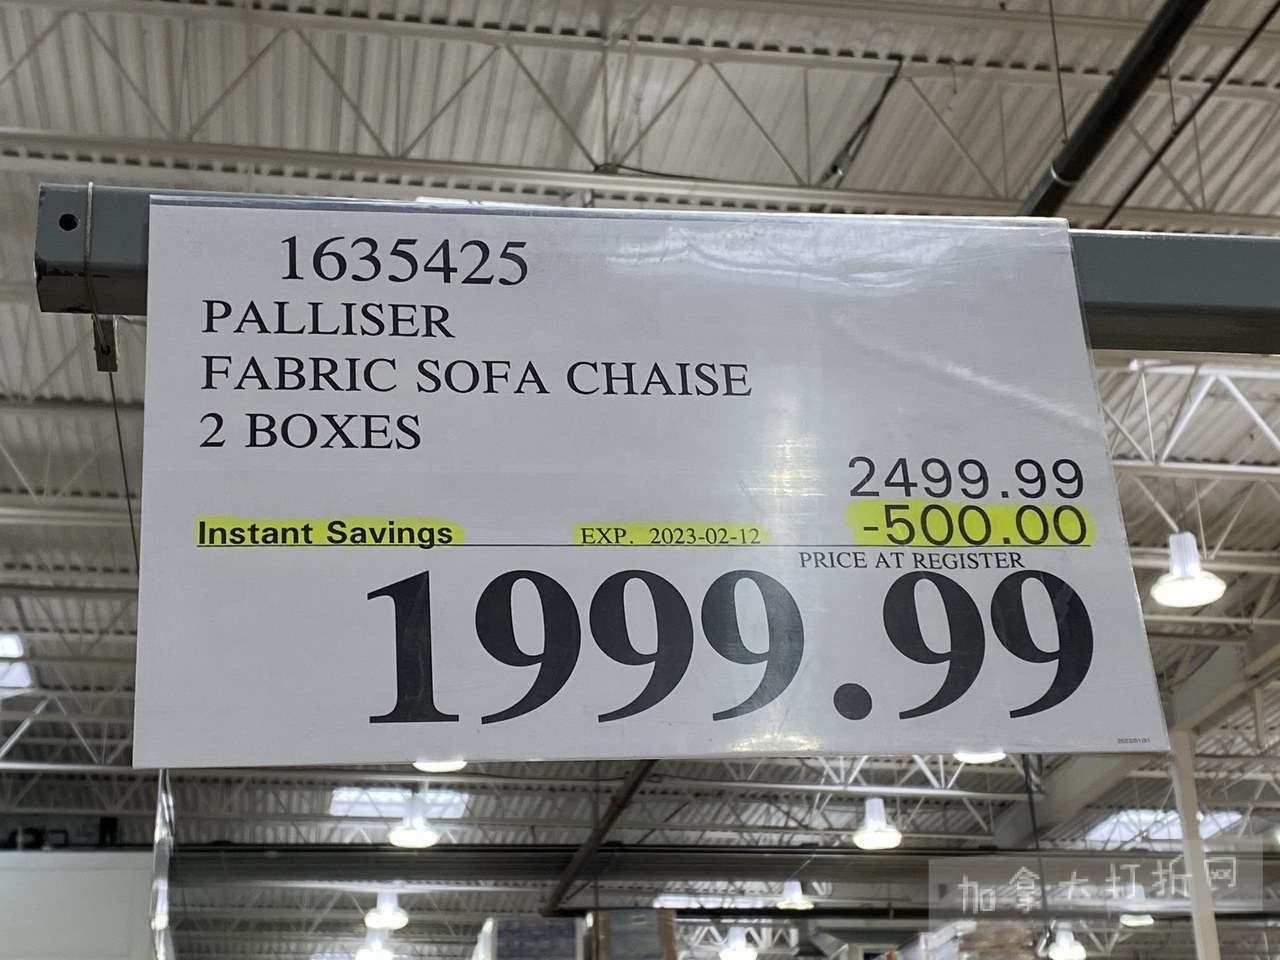 1635425
PALLISER
FABRIC SOFA CHAISE
2 BOXES
2499.99
Instant Savings EXP. 2023-02-12 -500.00
PRICE AT REGISTER
1999.99
加拿大打折网